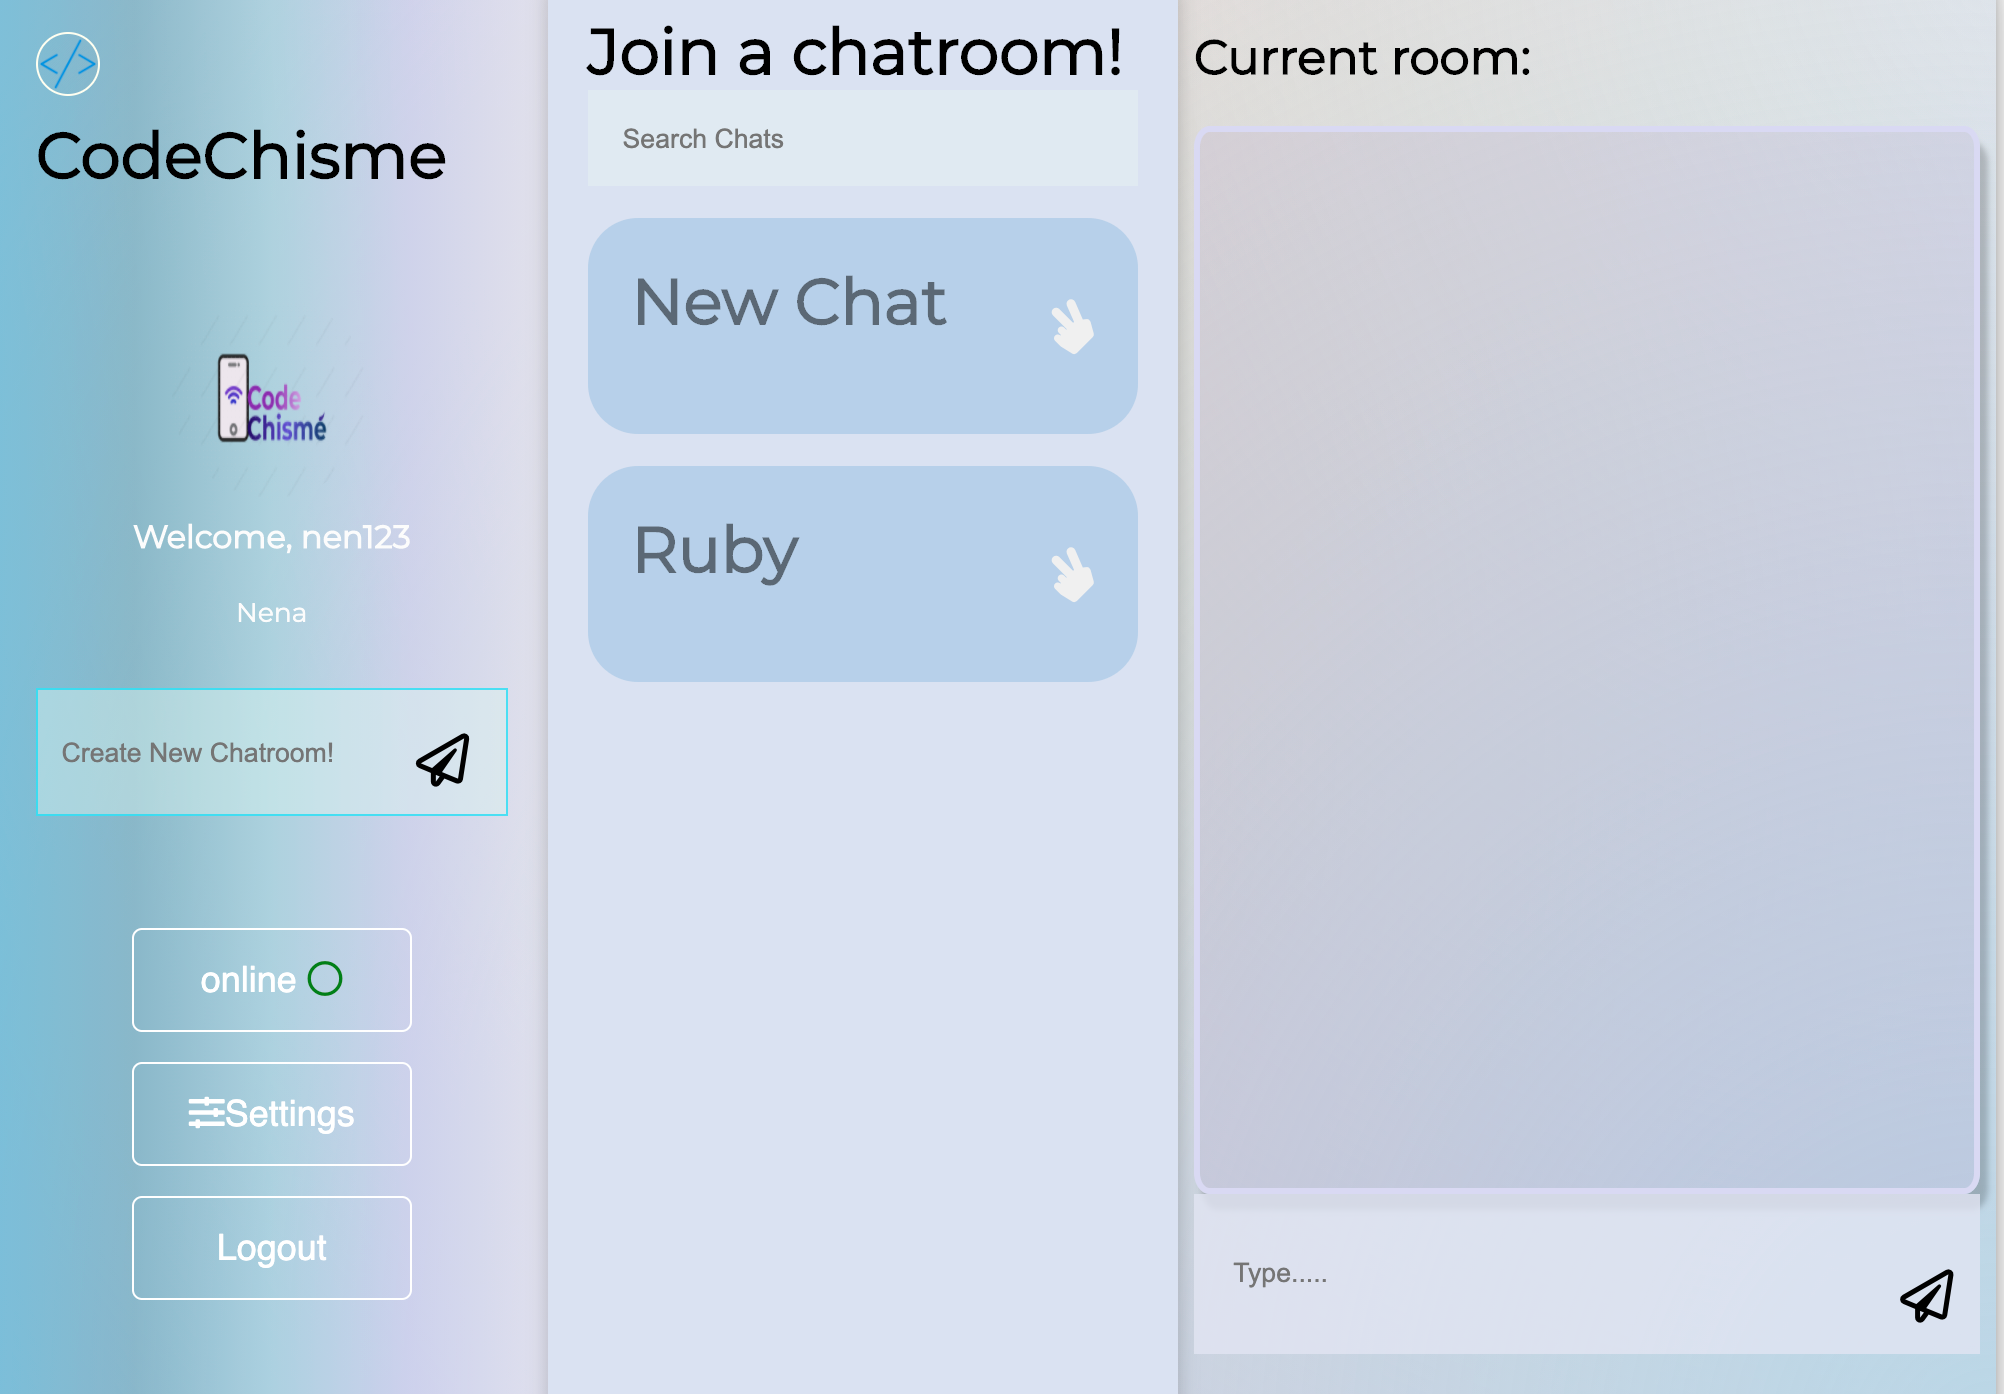 </>
CodeChisme
Code
Chismé
Welcome, nen123
Nena
Create New Chatroom!
online
Settings
Logout
Join a chatroom!
Search Chats
New Chat
Ruby
Current room:
Type.....